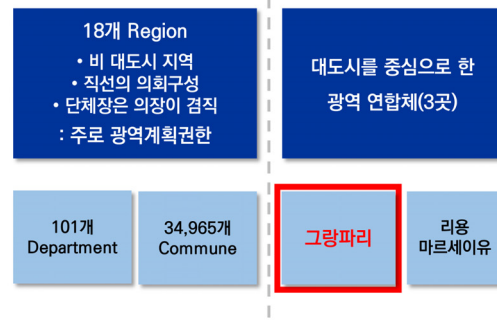 18개 Region
• 비 대도시 지역
• 직선의 의회구성
• 단체장은 의장이 겸직
: 주로 광역계획권한
대도시를 중심으로 한
광역 연합체(3곳)
101개
Department
34,965개
Commune
그랑파리
리용
마르세이유